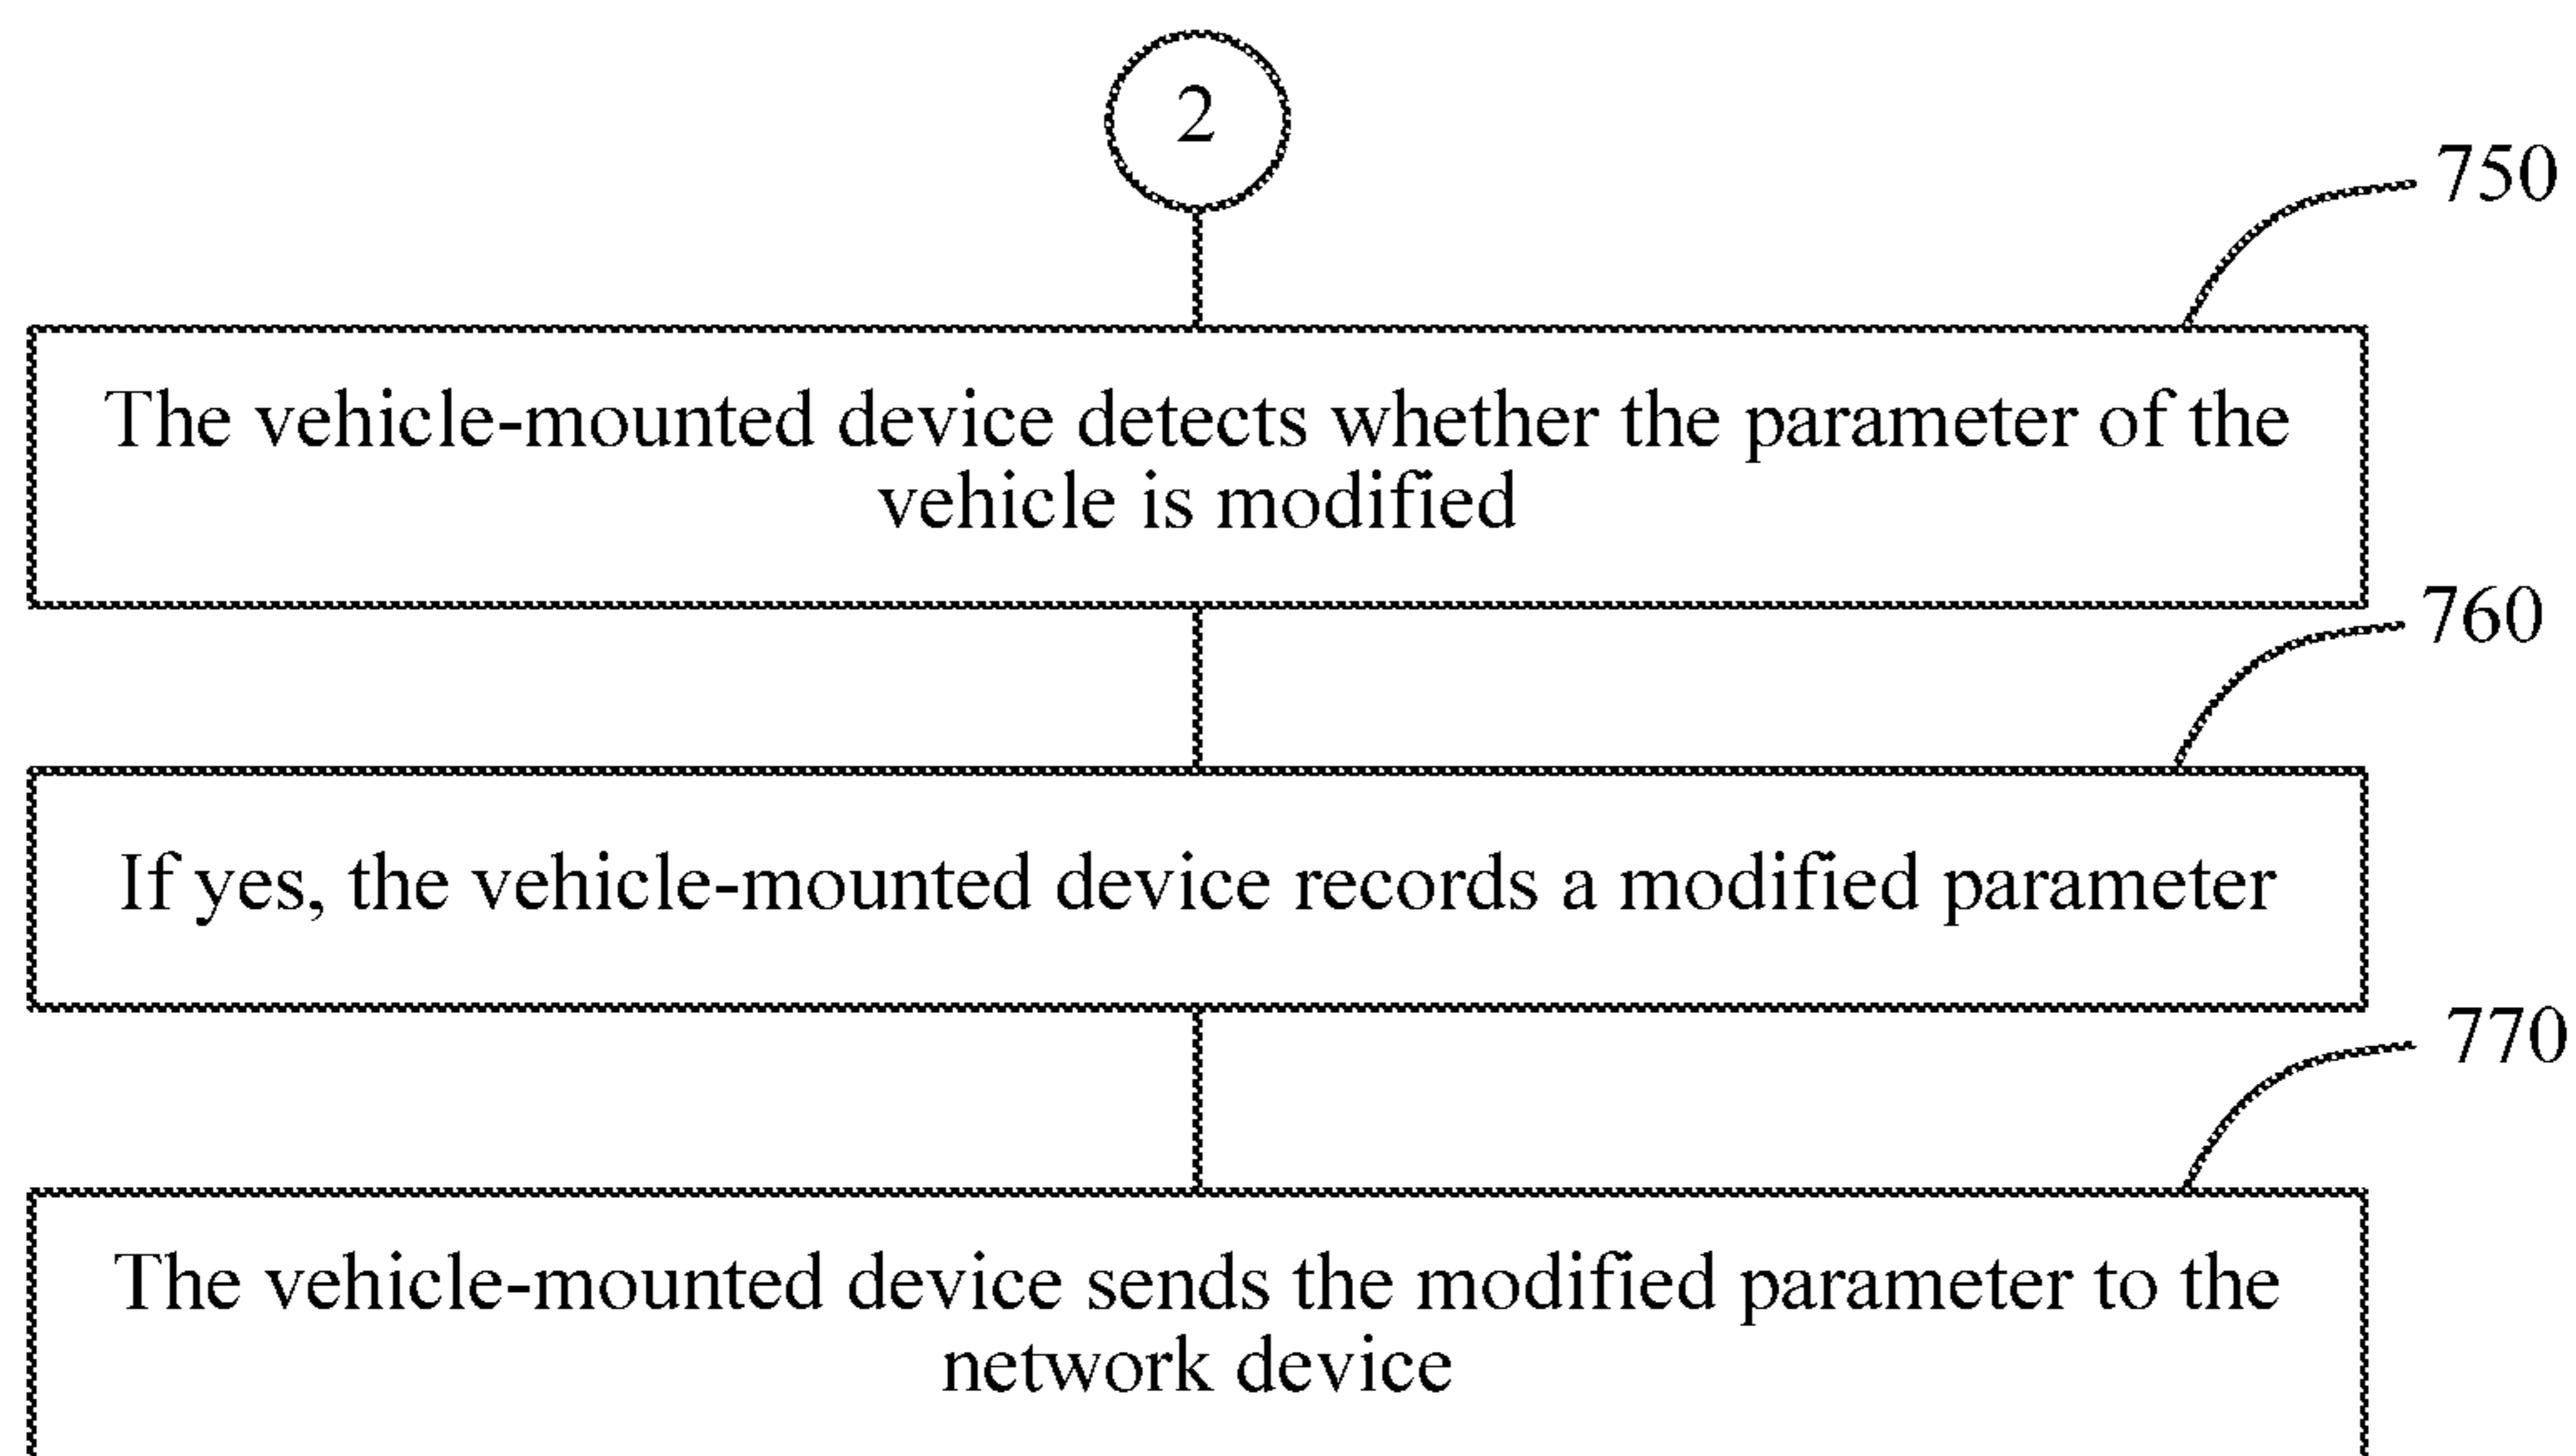 2
750
The vehicle-mounted device detects whether the parameter of the
vehicle is modified
760
If yes, the vehicle-mounted device records a modified parameter
770
The vehicle-mounted device sends the modified parameter to the
network device